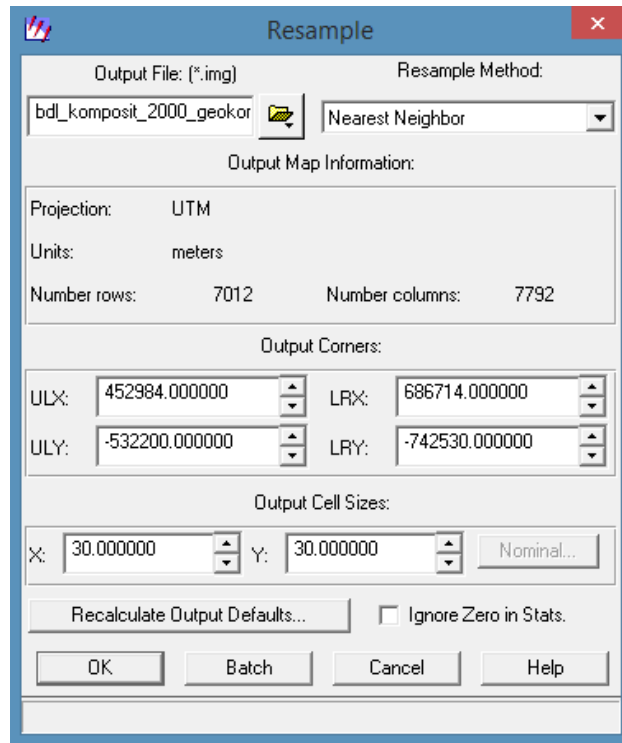 Resample
Output File: (*.img)
Resample Method:
bdl_komposit_2000_geokor
Nearest Neighbor
Output Map Information:
Projection: UTM
Units: meters
Number rows: 7012 Number columns: 7792
Output Corners:
ULX: 452984.000000 LRX: 686714.000000
ULY: -532200.000000 LRY: -742530.000000
Output Cell Sizes:
X: 30.000000 Y: 30.000000 Nominal...
Recalculate Output Defaults... Ignore Zero in Stats.
OK Batch Cancel Help